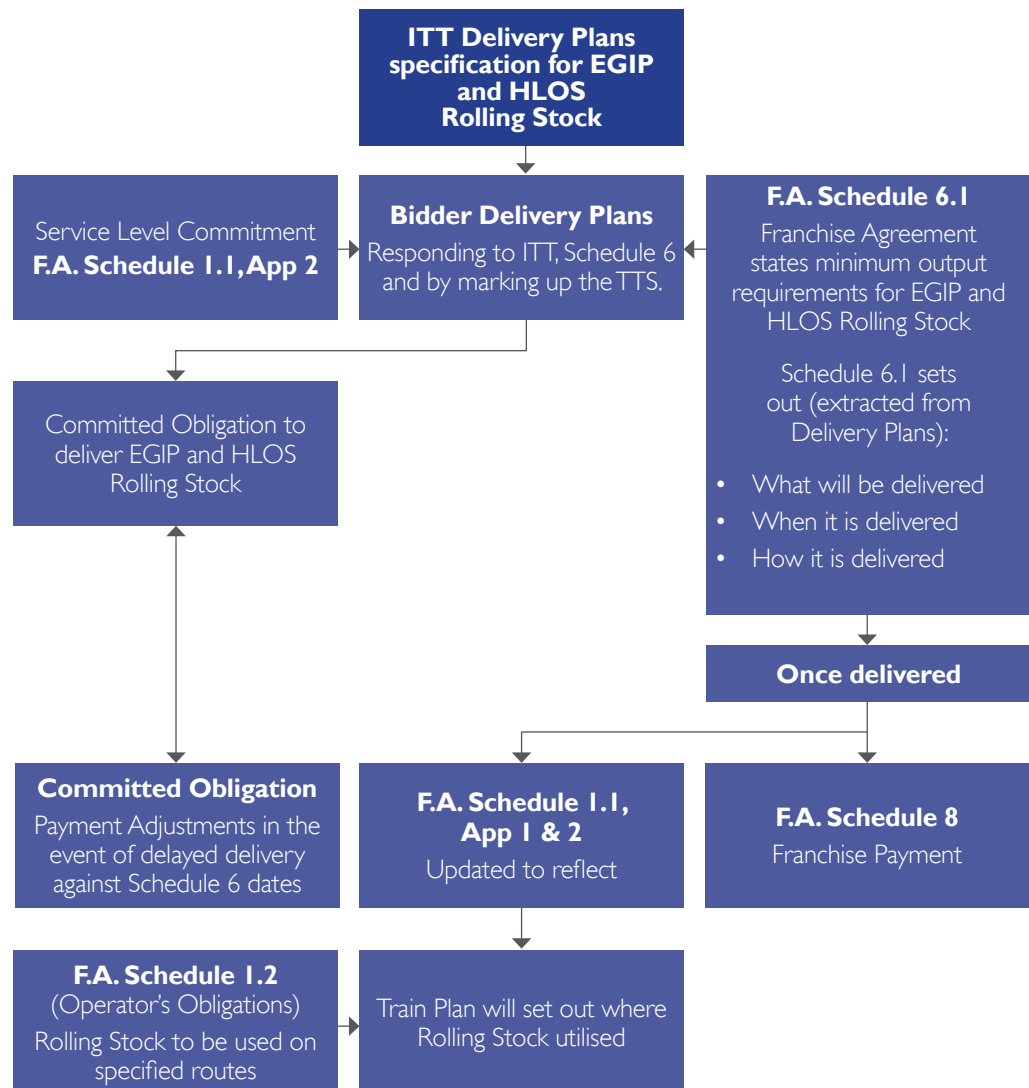 ITT Delivery Plans
specification for EGIP
and HLOS
Rolling Stock
Service Level Commitment
F.A. Schedule 1.1, App 2
Bidder Delivery Plans
Responding to ITT, Schedule 6
and by marking up the TTS.
F.A. Schedule 6.1
Franchise Agreement
states minimum output
requirements for EGIP and
HLOS Rolling Stock
Schedule 6.1 sets
out (extracted from
Delivery Plans):
• What will be delivered
• When it is delivered
• How it is delivered
Committed Obligation to
deliver EGIP and HLOS
Rolling Stock
Once delivered
Committed Obligation
Payment Adjustments in the
event of delayed delivery
against Schedule 6 dates
F.A. Schedule 1.1,
App 1 & 2
Updated to reflect
F.A. Schedule 8
Franchise Payment
F.A. Schedule 1.2
(Operator's Obligations)
Rolling Stock to be used on
specified routes
Train Plan will set out where
Rolling Stock utilised